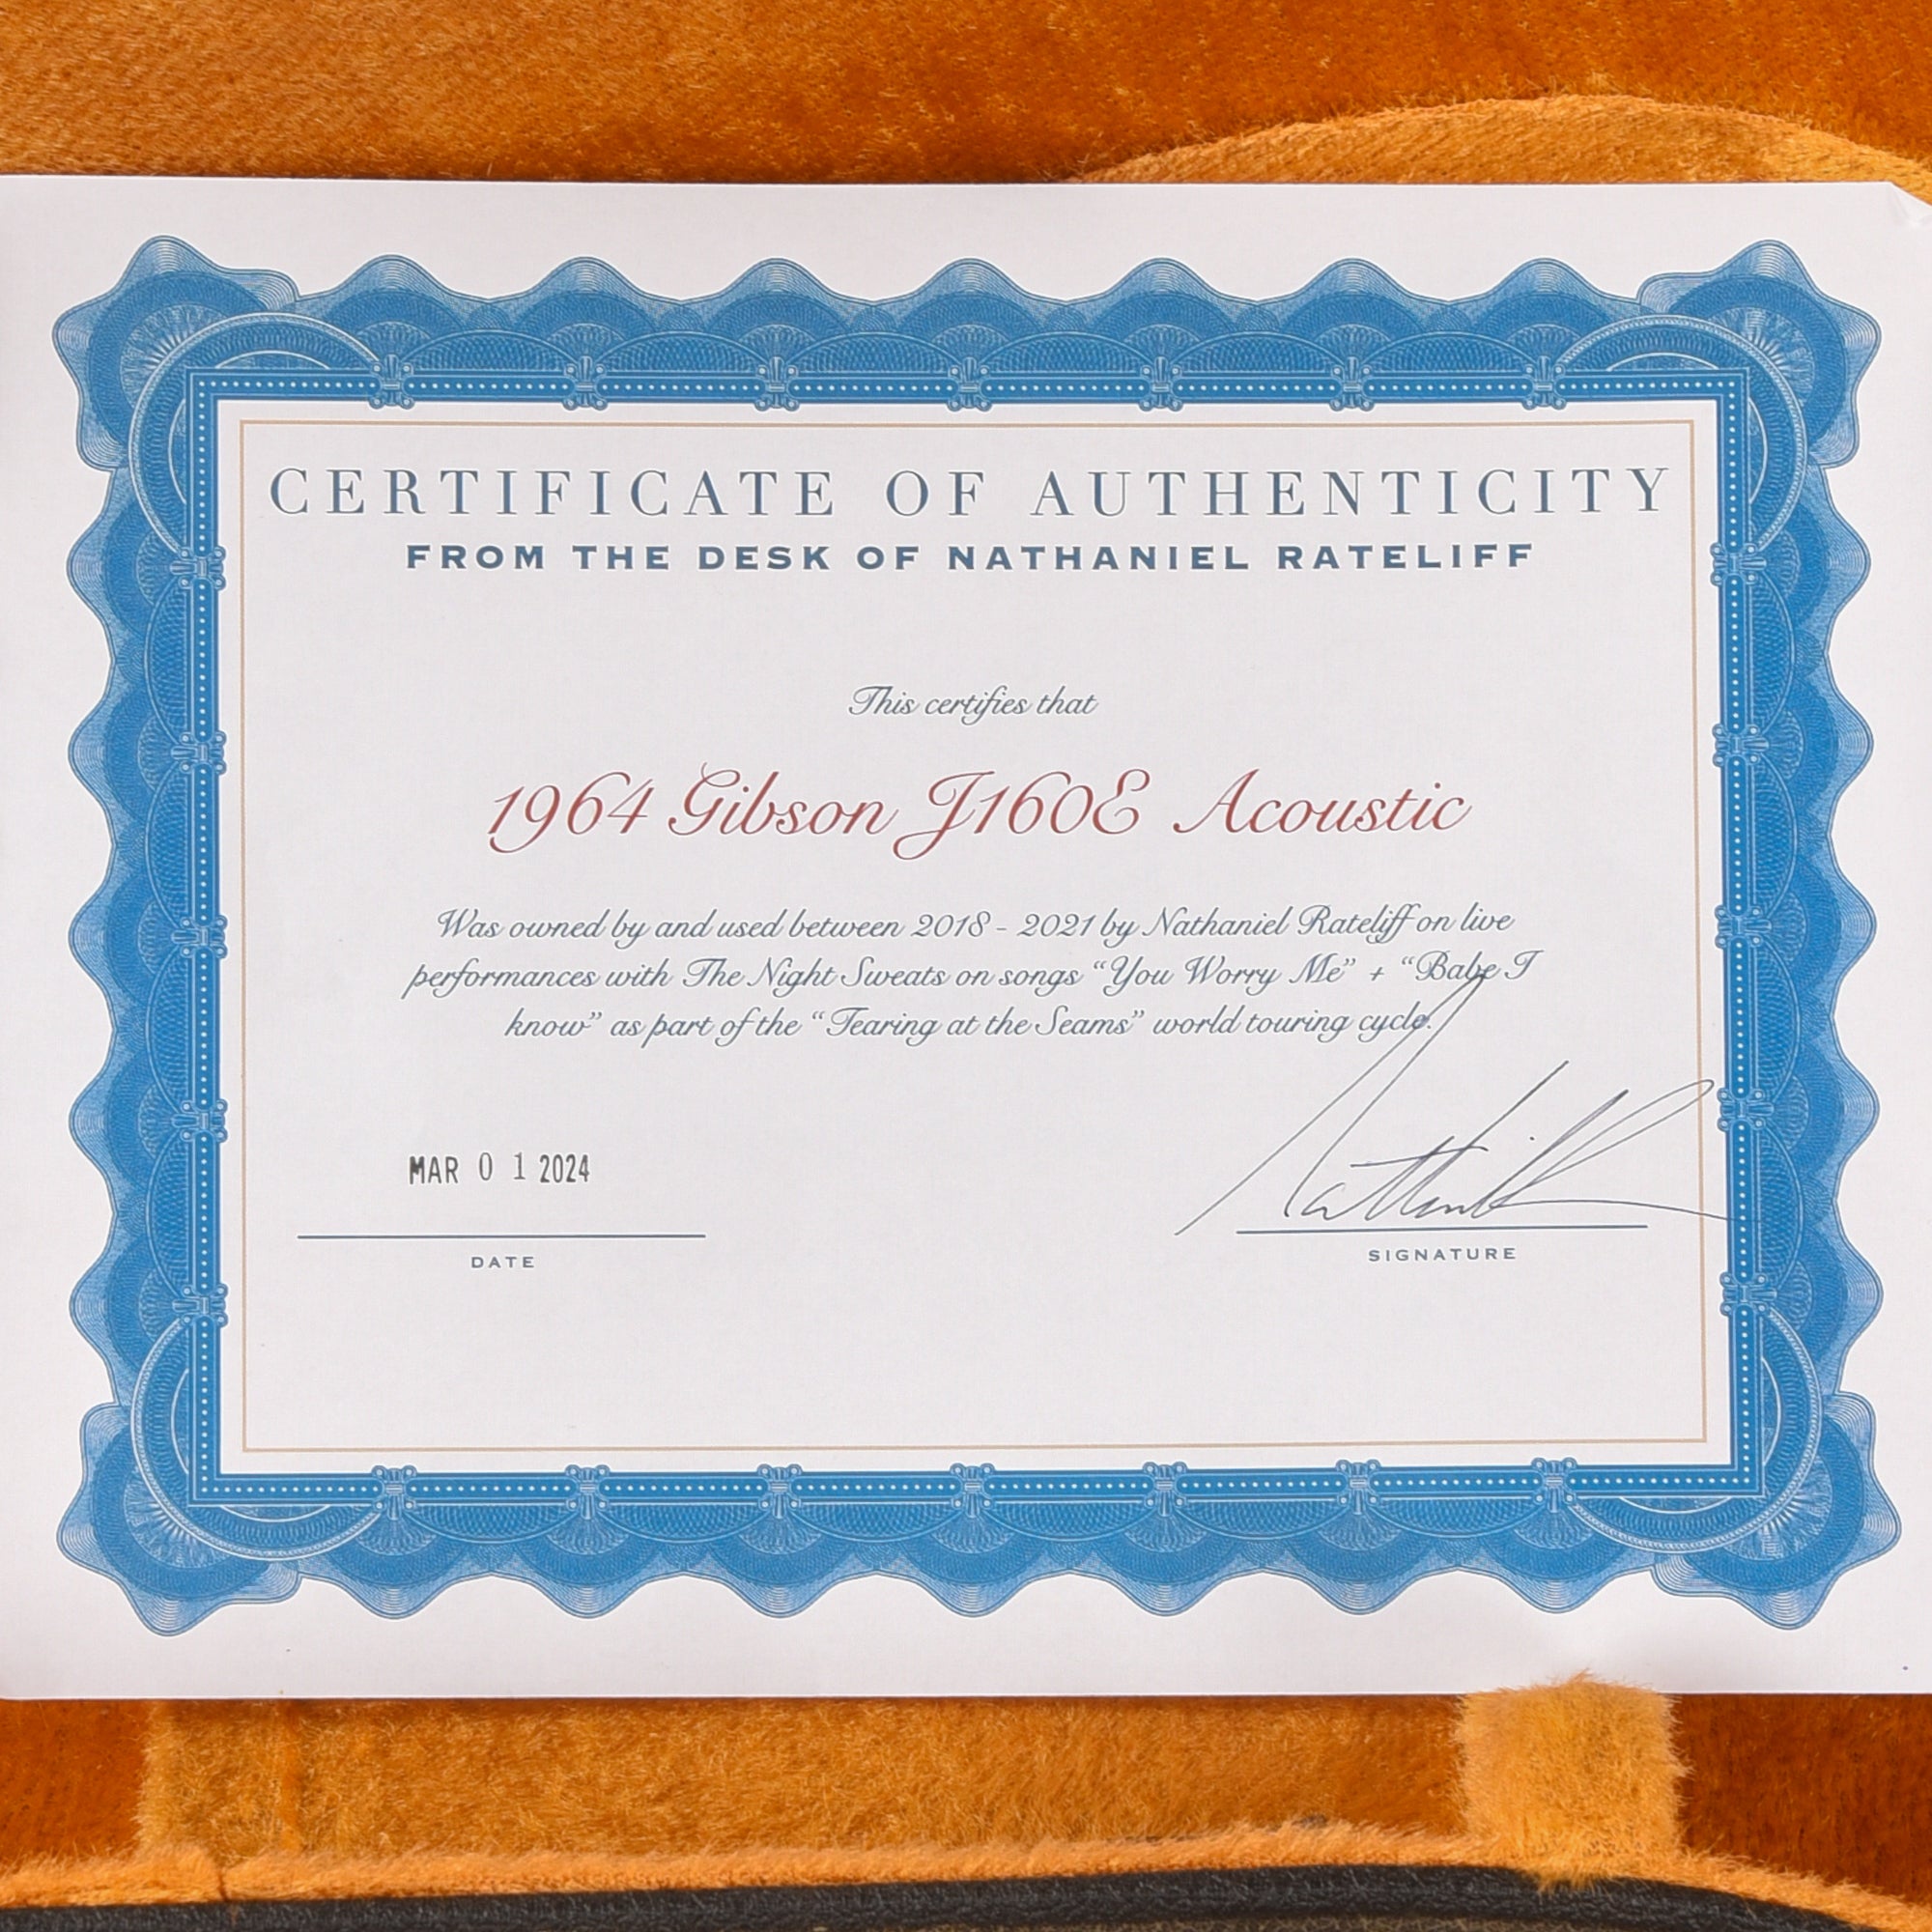 CERTIFICATE OF AUTHENTICITY
FROM THE DESK OF NATHANIEL RATELIFF
This certifies that
1964 Gibson J160E Acoustic
Was owned by and used between 2018 - 2021 by Nathaniel Rateliff on live
performances with The Night Sweats on songs “You Worry Me” + “Babe I
know” as part of the “Tearing at the Seams” world touring cycle.
MAR 0 1 2024
DATE
SIGNATURE